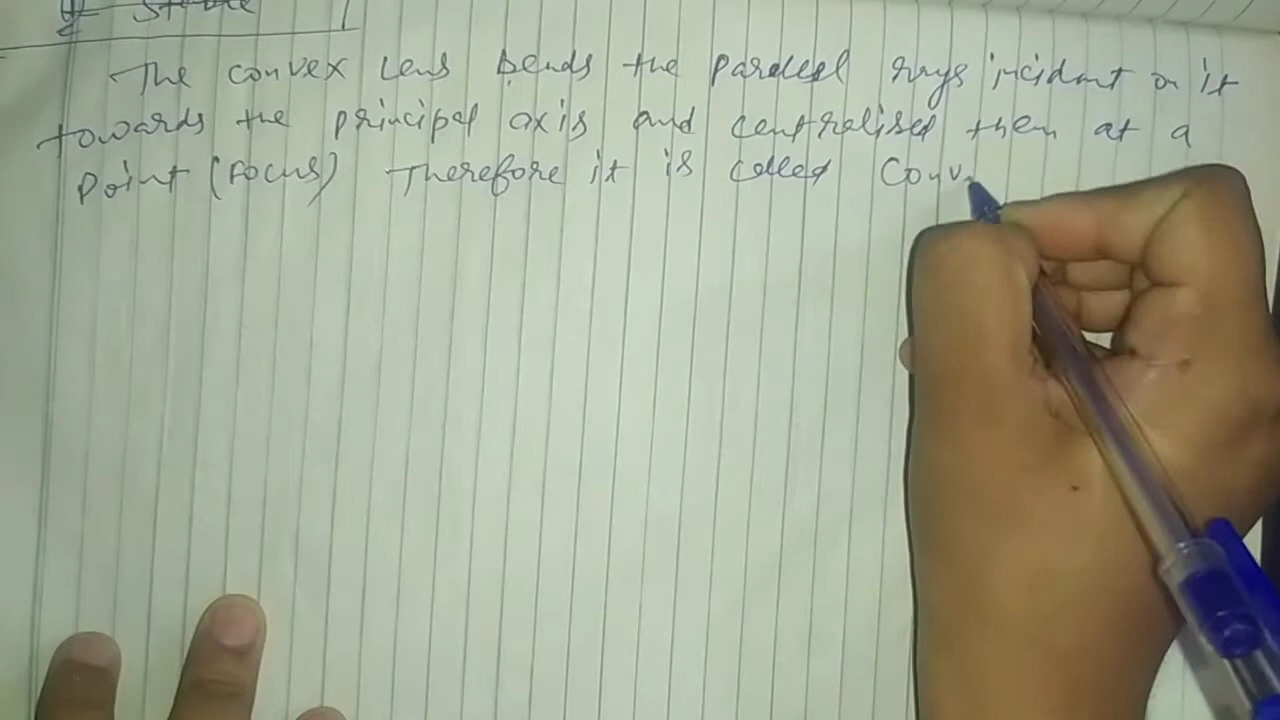 The convex lens bends the parallel rays incident on it
towards the principal axis and centralised them at a
point (Focus) Therefore it is called Conv